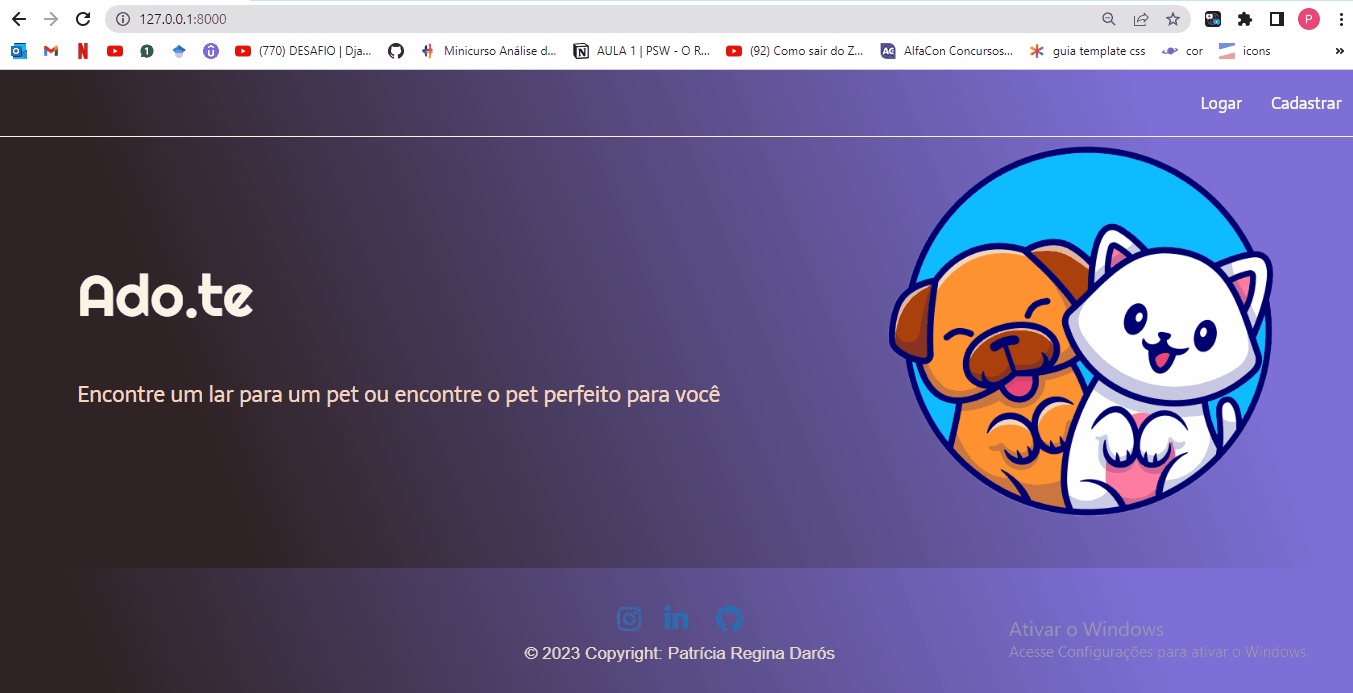 127.0.0.1:8000
P
1
(770) DESAFIO | Dja...
Minicurso Análise d...
AULA 1 | PSW - O R...
(92) Como sair do Z...
AG
AlfaCon Concursos...
guia template css
cor
icons
»
Logar Cadastrar
Ado.te
Encontre um lar para um pet ou encontre o pet perfeito para você
© 2023 Copyright: Patrícia Regina Darós
Ativar o Windows
Acesse Configurações para ativar o Windows.